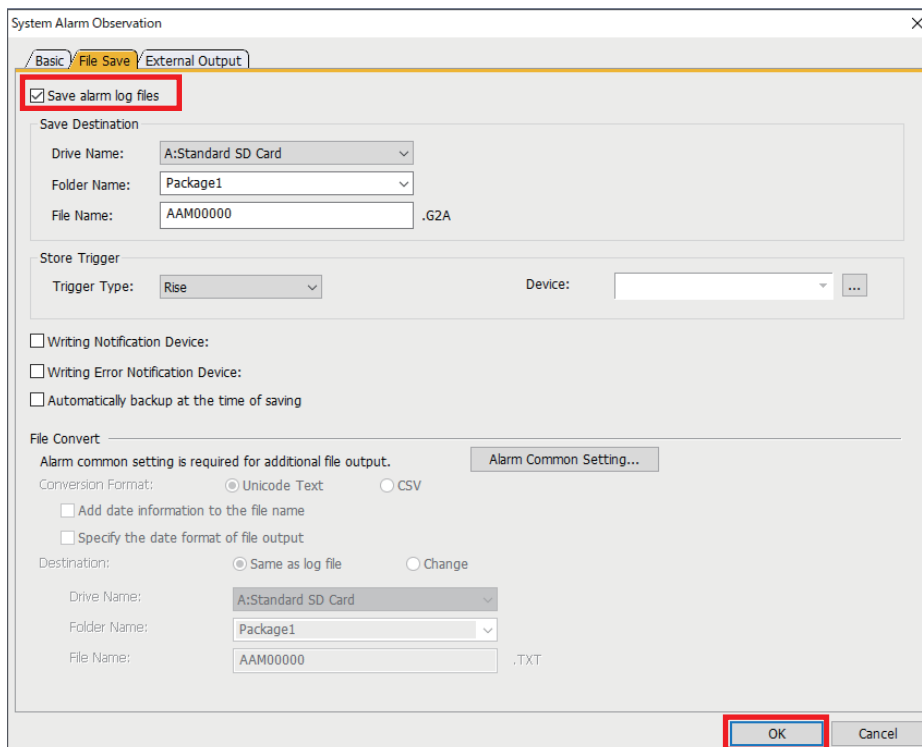 System Alarm Observation
Basic File Save External Output
Save alarm log files
Save Destination
Drive Name: A:Standard SD Card
Folder Name: Package1
File Name: AAM00000 .G2A
Store Trigger
Trigger Type: Rise Device: ...
Writing Notification Device:
Writing Error Notification Device:
Automatically backup at the time of saving
File Convert
Alarm common setting is required for additional file output. Alarm Common Setting...
Conversion Format: Unicode Text CSV
Add date information to the file name
Specify the date format of file output
Destination: Same as log file Change
Drive Name: A:Standard SD Card
Folder Name: Package1
File Name: AAM00000 .TXT
OK Cancel